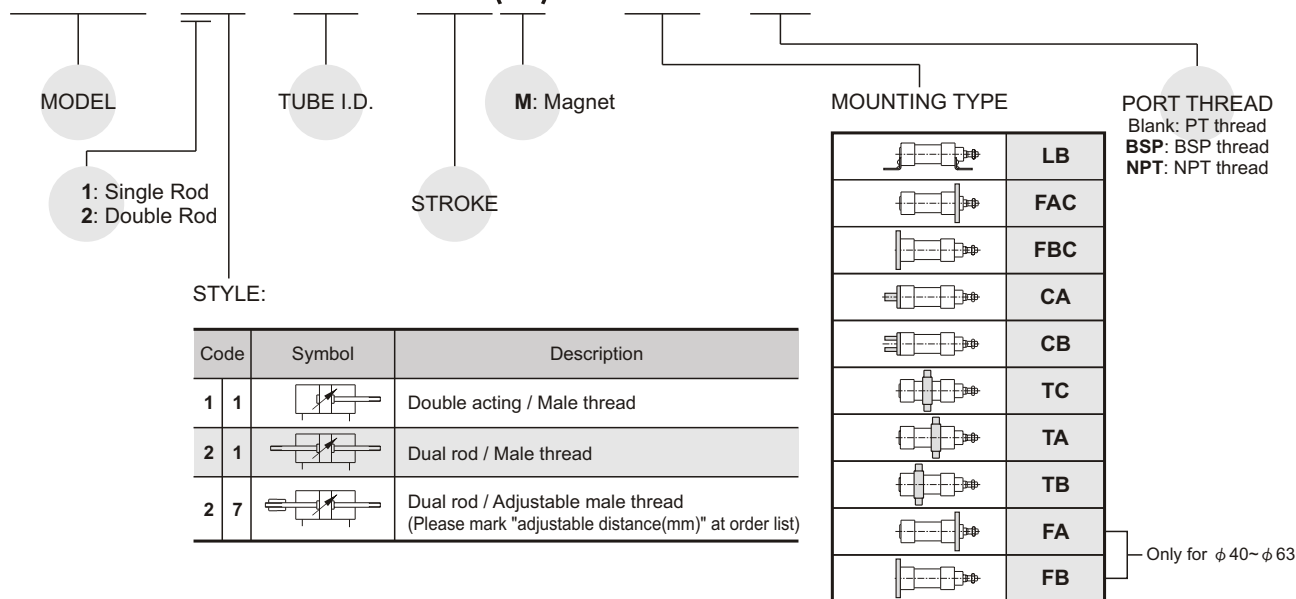 MODEL
TUBE I.D.
M: Magnet
MOUNTING TYPE
PORT THREAD
Blank: PT thread
BSP: BSP thread
NPT: NPT thread
1: Single Rod
2: Double Rod
STROKE
STYLE:
Code Symbol Description
1 1 Double acting / Male thread
2 1 Dual rod / Male thread
2 7 Dual rod / Adjustable male thread
(Please mark "adjustable distance(mm)" at order list)
LB
FAC
FBC
CA
CB
TC
TA
TB
FA
FB
Only for φ40~φ63